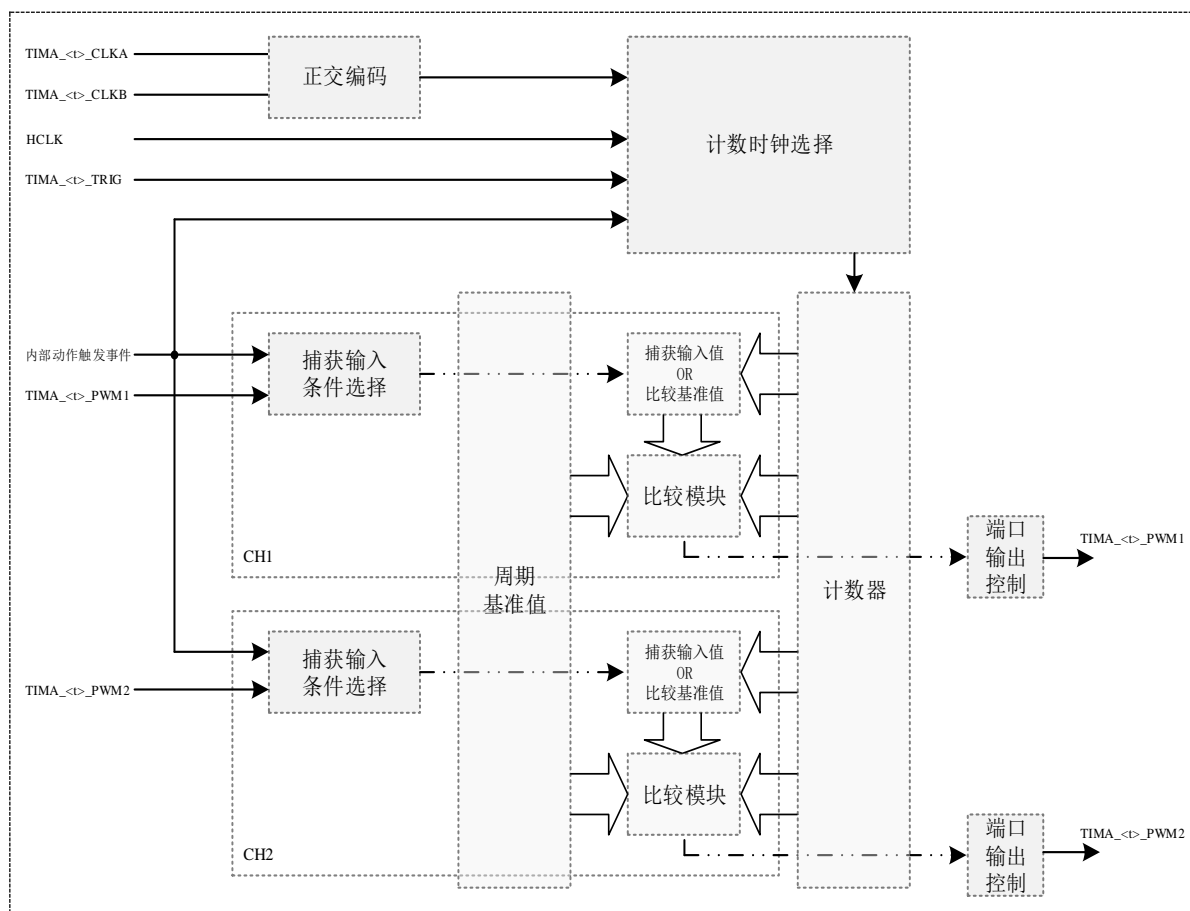 TIMA_<t>_CLKA
TIMA_<t>_CLKB
正交编码
HCLK
TIMA_<t>_TRIG
计数时钟选择
内部动作触发事件
TIMA_<t>_PWM1
捕获输入
条件选择
捕获输入值
OR
比较基准值
比较模块
CH1
周期
基准值
计数器
端口
输出
控制
TIMA_<t>_PWM1
TIMA_<t>_PWM2
捕获输入
条件选择
捕获输入值
OR
比较基准值
比较模块
CH2
端口
输出
控制
TIMA_<t>_PWM2